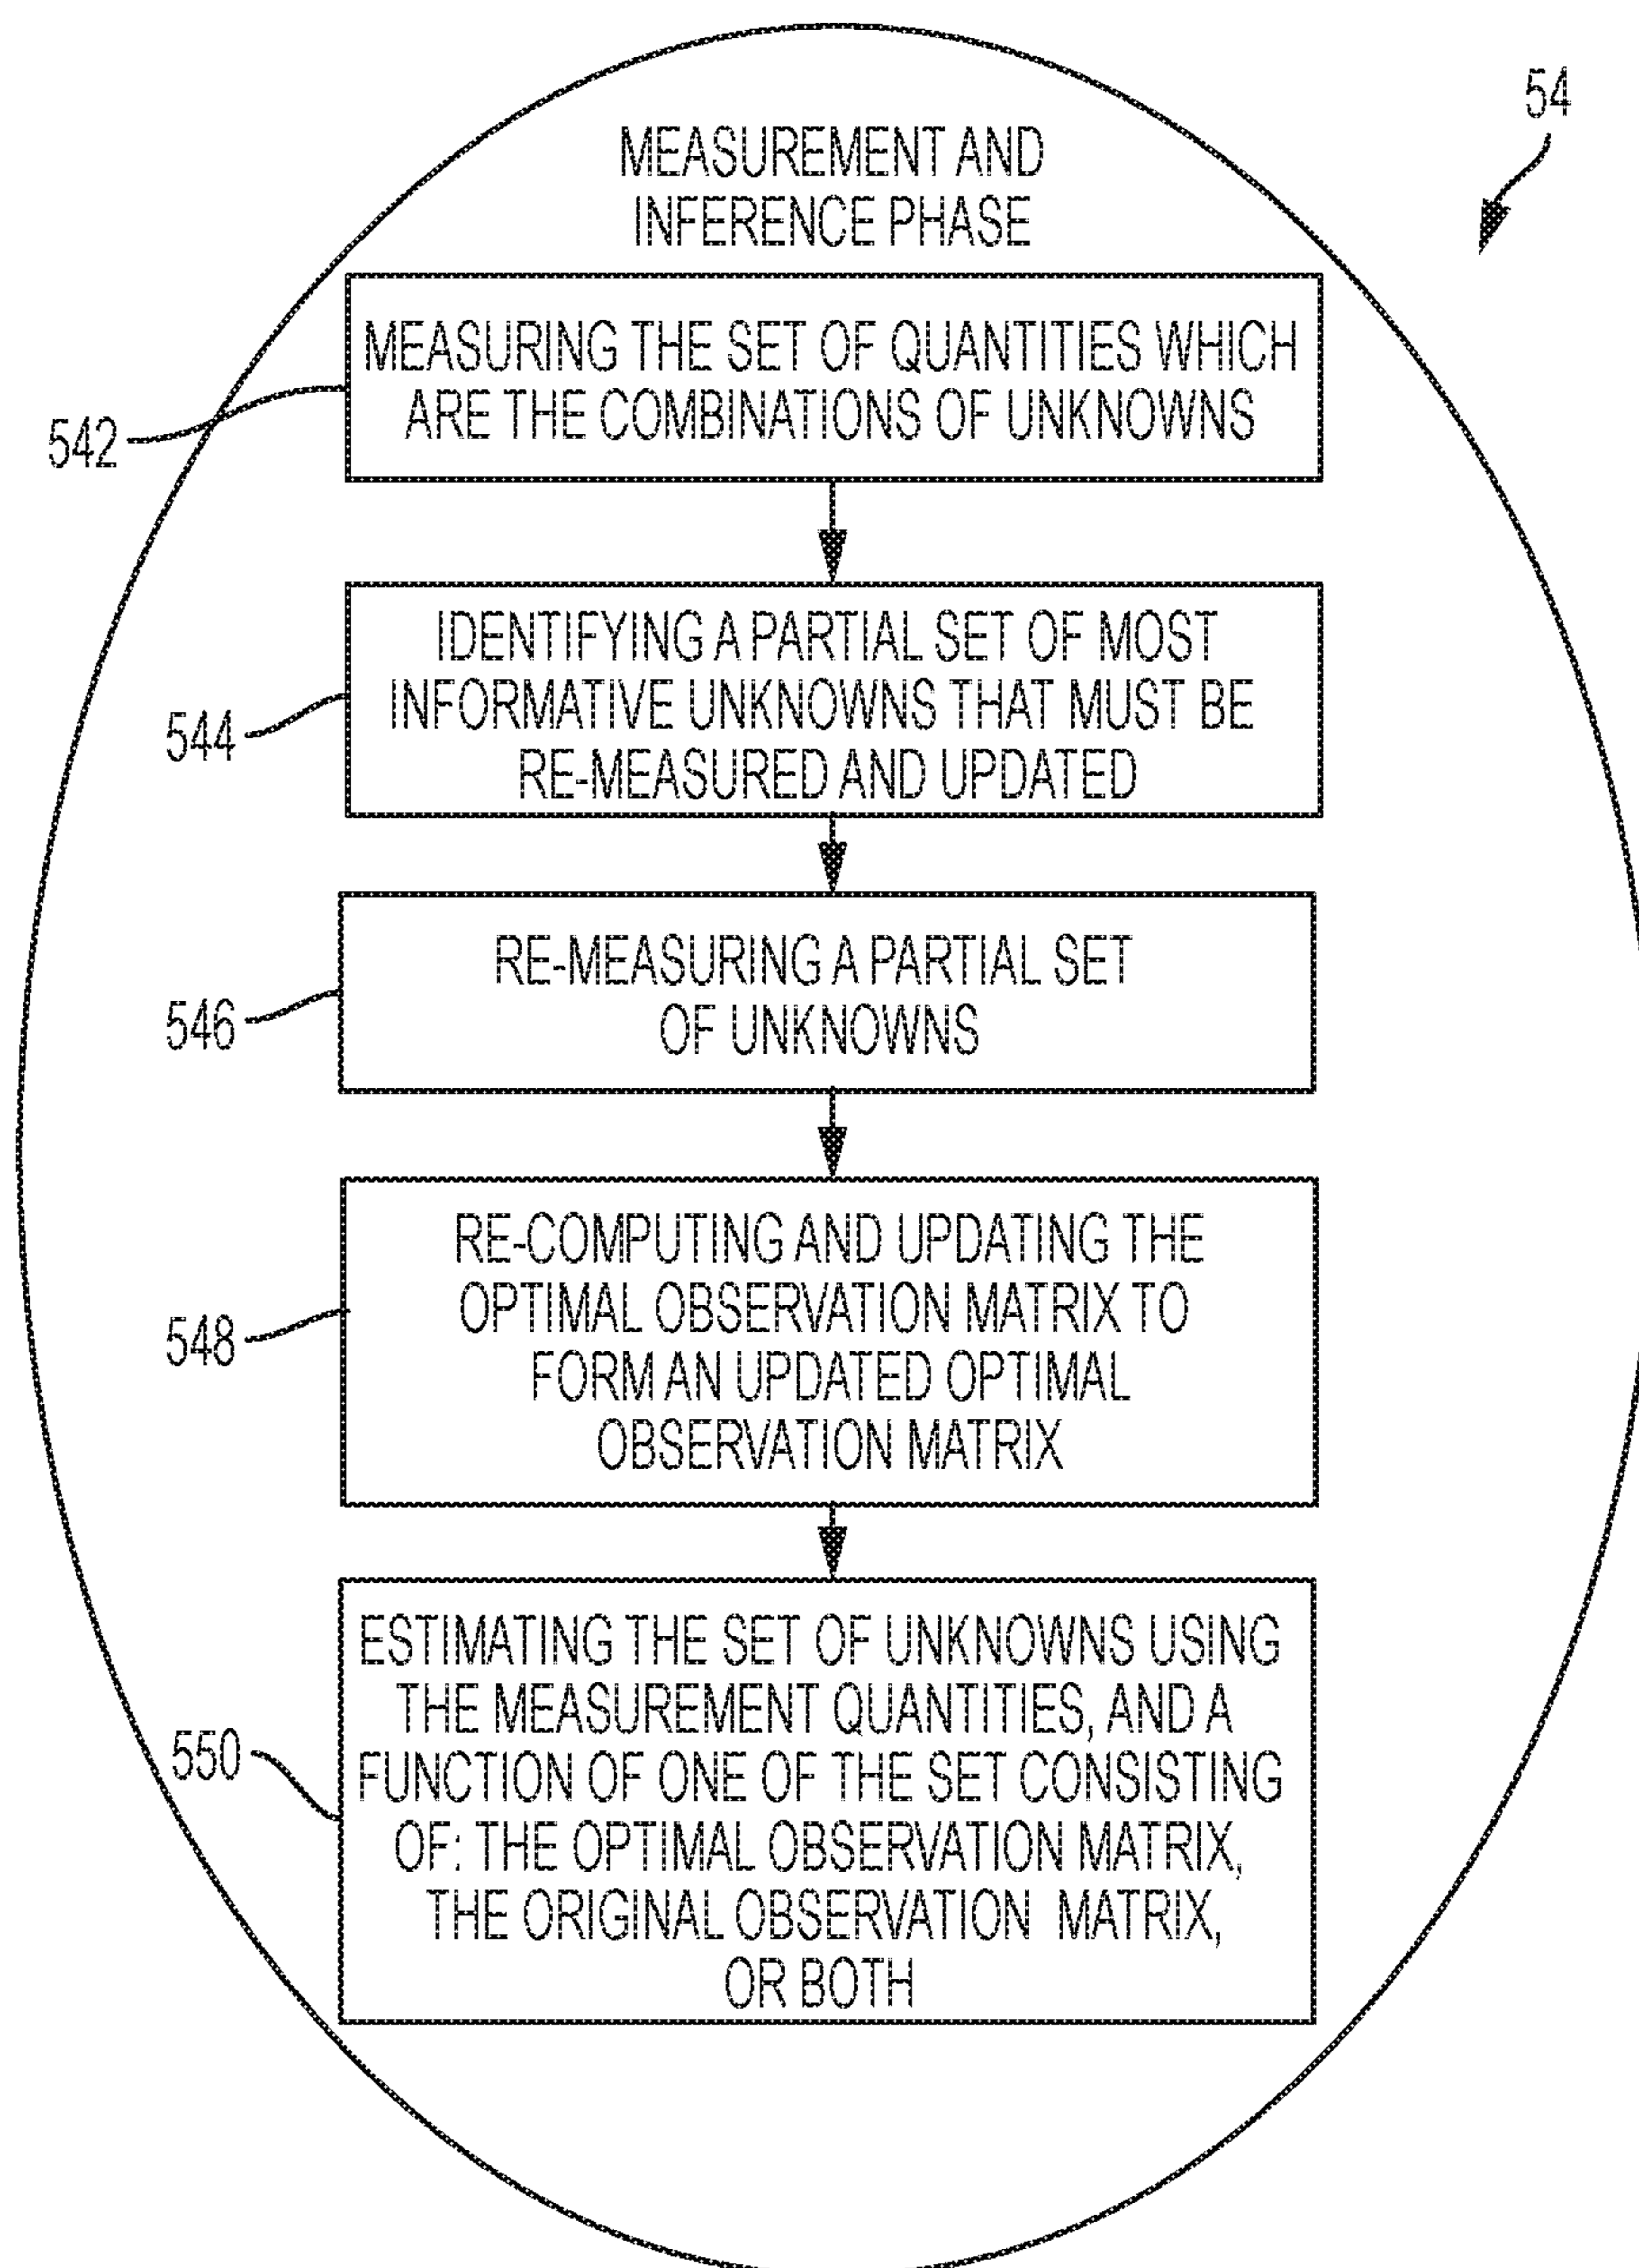 54
MEASUREMENT AND
INFERENCE PHASE
MEASURING THE SET OF QUANTITIES WHICH
ARE THE COMBINATIONS OF UNKNOWNS
542
IDENTIFYING A PARTIAL SET OF MOST
INFORMATIVE UNKNOWNS THAT MUST BE
RE-MEASURED AND UPDATED
544
RE-MEASURING A PARTIAL SET
OF UNKNOWNS
546
RE-COMPUTING AND UPDATING THE
OPTIMAL OBSERVATION MATRIX TO
FORM AN UPDATED OPTIMAL
OBSERVATION MATRIX
548
ESTIMATING THE SET OF UNKNOWNS USING
THE MEASUREMENT QUANTITIES, AND A
FUNCTION OF ONE OF THE SET CONSISTING
OF: THE OPTIMAL OBSERVATION MATRIX,
THE ORIGINAL OBSERVATION MATRIX,
OR BOTH
550